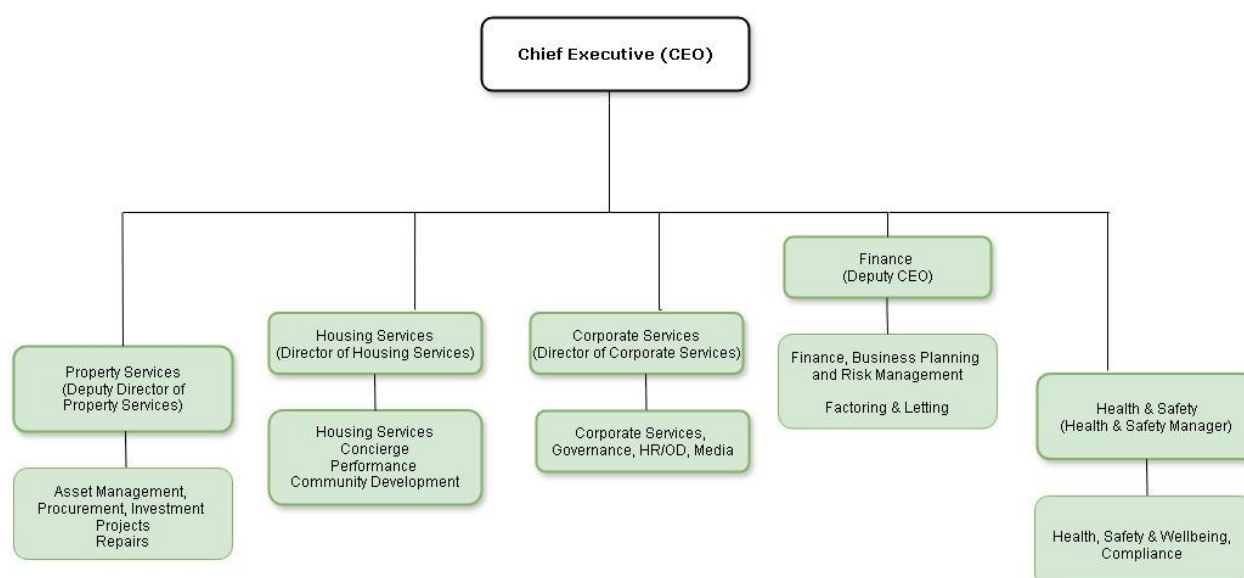 Chief Executive (CEO)
Finance
(Deputy CEO)
Housing Services
(Director of Housing Services)
Corporate Services
(Director of Corporate Services)
Finance, Business Planning
and Risk Management
Factoring & Letting
Property Services
(Deputy Director of
Property Services)
Health & Safety
(Health & Safety Manager)
Housing Services
Concierge
Performance
Community Development
Corporate Services,
Governance, HR/OD, Media
Asset Management,
Procurement, Investment
Projects
Repairs
Health, Safety & Wellbeing,
Compliance